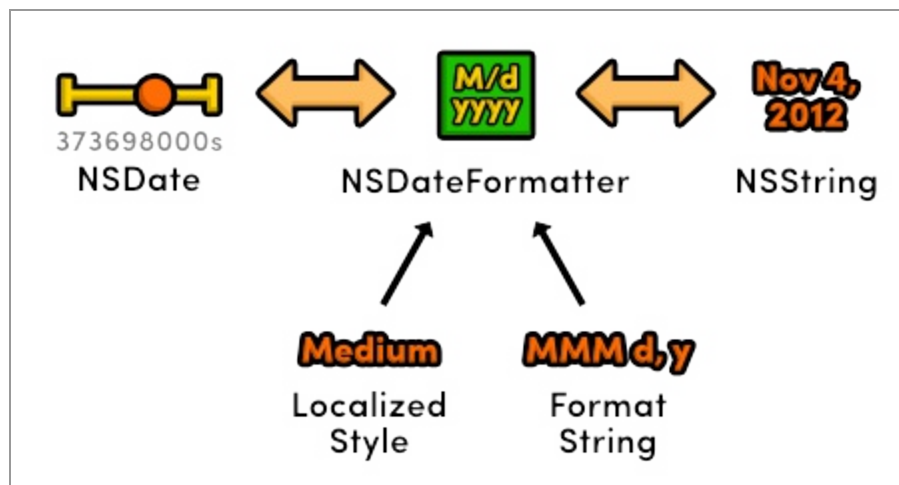 M/d
yyyy
Nov 4,
2012
373698000s
NSDate
NSDateFormatter
NSString
Medium
MMM d, y
Localized
Style
Format
String